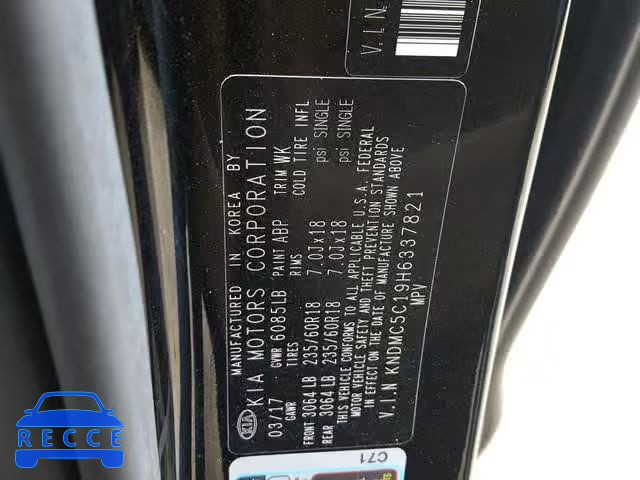 V.I.N
MANUFACTURED IN KOREA BY
KIA KIA MOTORS CORPORATION
03/17 GVWR 6085LB PAINT ABP TRIM WK
GAWR TIRES RIMS COLD TIRE INFL
FRONT 3064LB 235/60R18 7.0Jx18 psi SINGLE
REAR 3064LB 235/60R18 7.0Jx18 psi SINGLE
THIS VEHICLE CONFORMS TO ALL APPLICABLE U.S.A. FEDERAL
MOTOR VEHICLE SAFETY AND THEFT PREVENTION STANDARDS
IN EFFECT ON THE DATE OF MANUFACTURE SHOWN ABOVE
V.I.N KNDMC5C19H6337821
MPV
C71
RECCE